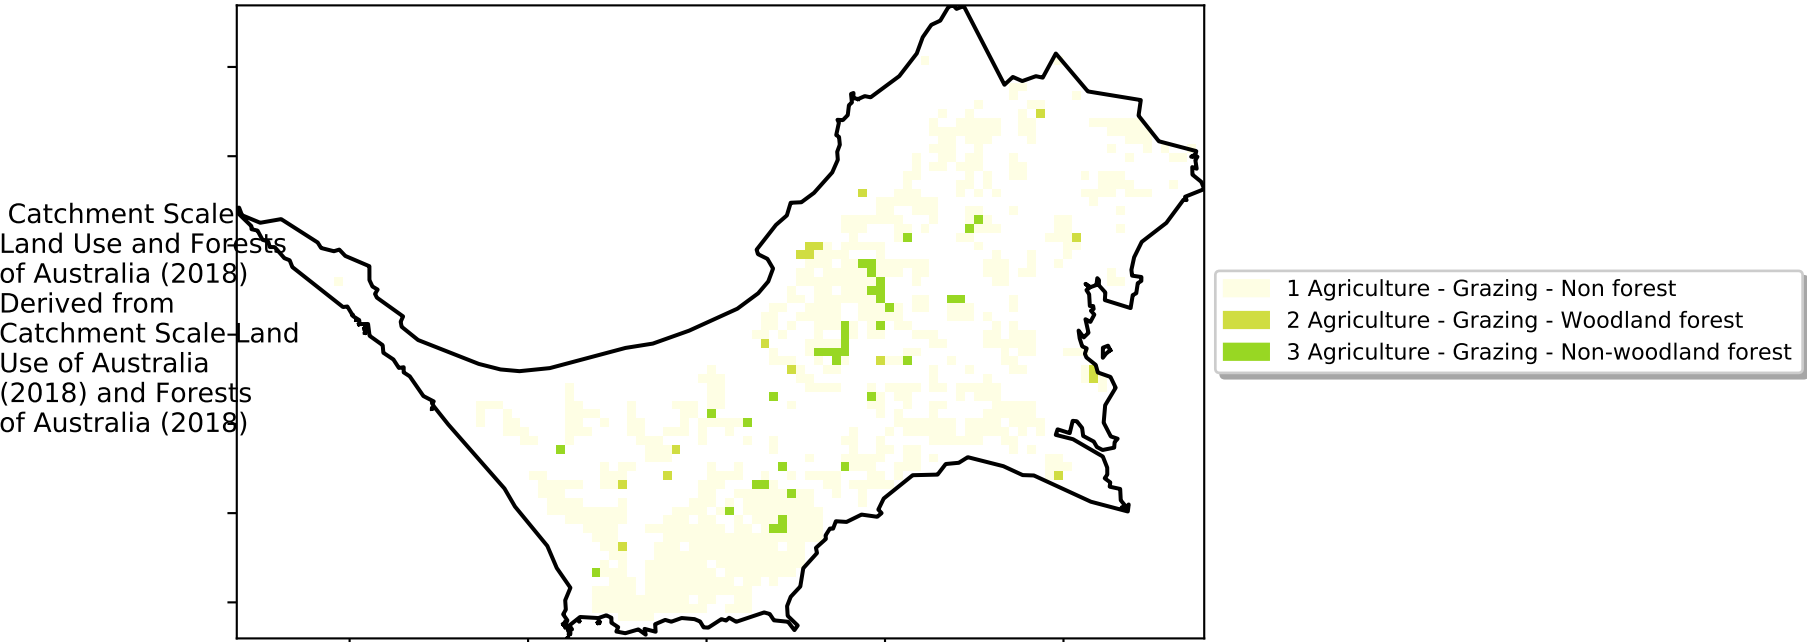 Catchment Scale
Land Use and Forests
of Australia (2018)
Derived from
Catchment Scale Land
Use of Australia
(2018) and Forests
of Australia (2018)
1 Agriculture - Grazing - Non forest
2 Agriculture - Grazing - Woodland forest
3 Agriculture - Grazing - Non-woodland forest